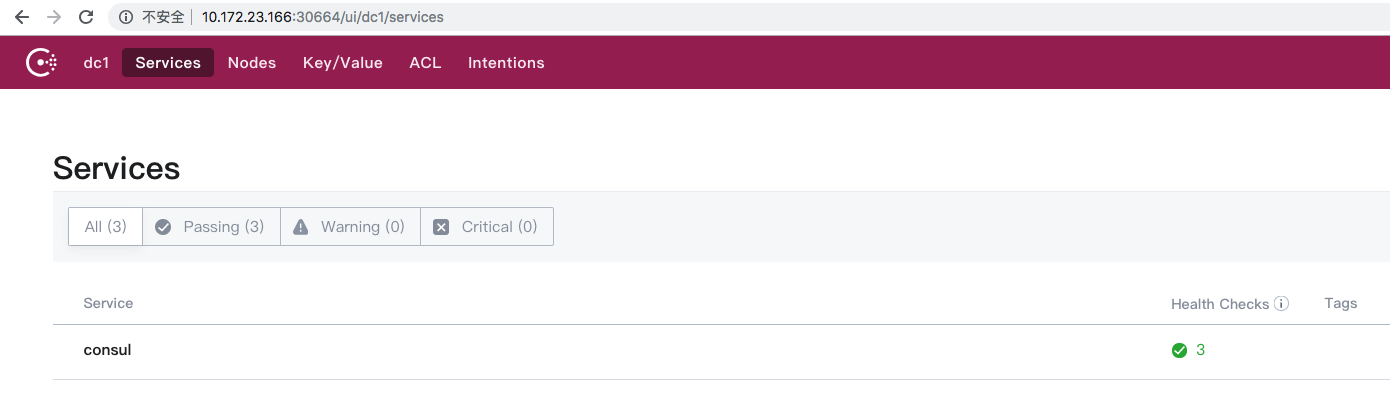 不安全 10.172.23.166:30664/ui/dc1/services
dc1 Services Nodes Key/Value ACL Intentions
Services
All (3) Passing (3) Warning (0) Critical (0)
Service Health Checks Tags
consul 3